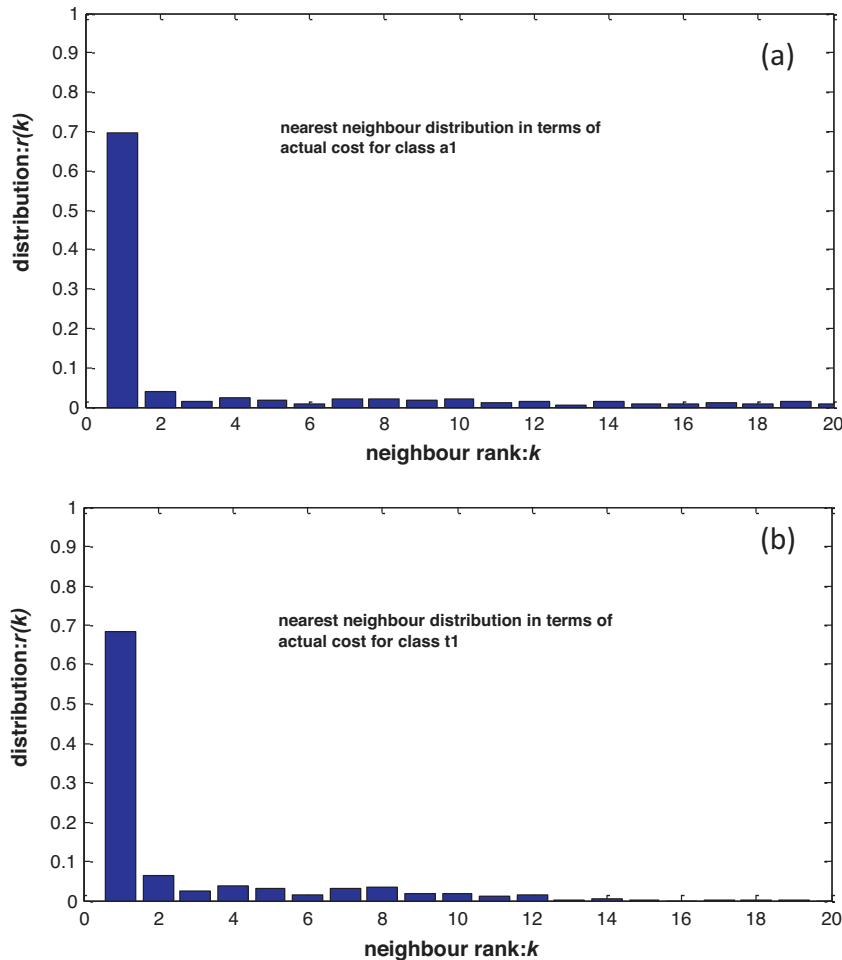 1
0.9
0.8
0.7
0.6
0.5
0.4
0.3
0.2
0.1
0
distribution:r(k)
(a)
nearest neighbour distribution in terms of
actual cost for class a1
0 2 4 6 8 10 12 14 16 18 20
neighbour rank:k
1
0.9
0.8
0.7
0.6
0.5
0.4
0.3
0.2
0.1
0
distribution:r(k)
(b)
nearest neighbour distribution in terms of
actual cost for class t1
0 2 4 6 8 10 12 14 16 18 20
neighbour rank:k